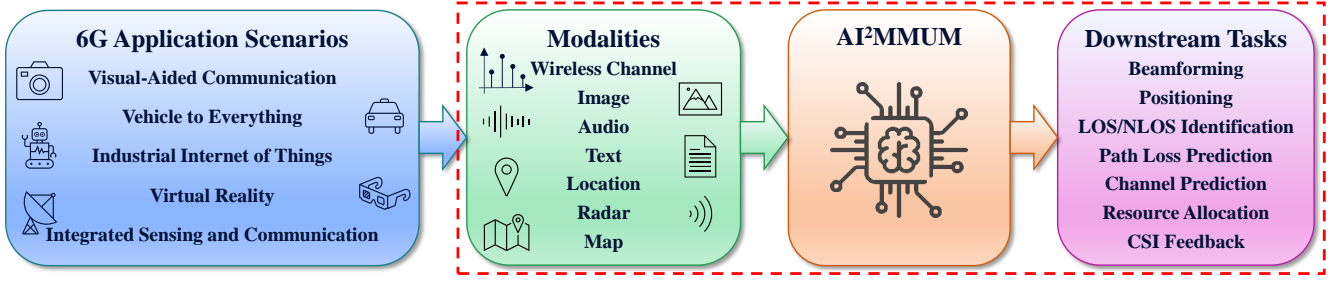 6G Application Scenarios
Visual-Aided Communication
Vehicle to Everything
Industrial Internet of Things
Virtual Reality
Integrated Sensing and Communication
Modalities
Wireless Channel
Image
Audio
Text
Location
Radar
Map
AI²MMUM
Downstream Tasks
Beamforming
Positioning
LOS/NLOS Identification
Path Loss Prediction
Channel Prediction
Resource Allocation
CSI Feedback